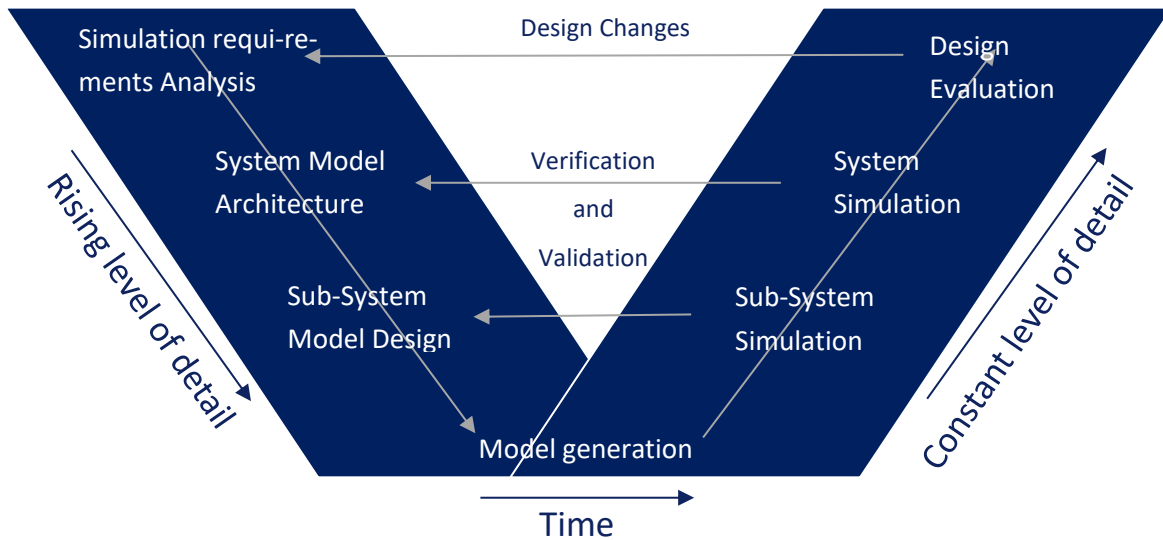 Simulation requi-re-
ments Analysis
Design Changes
Design
Evaluation
System Model
Architecture
Verification
and
Validation
System
Simulation
Rising level of detail
Sub-System
Model Design
Sub-System
Simulation
Constant level of detail
Model generation
Time